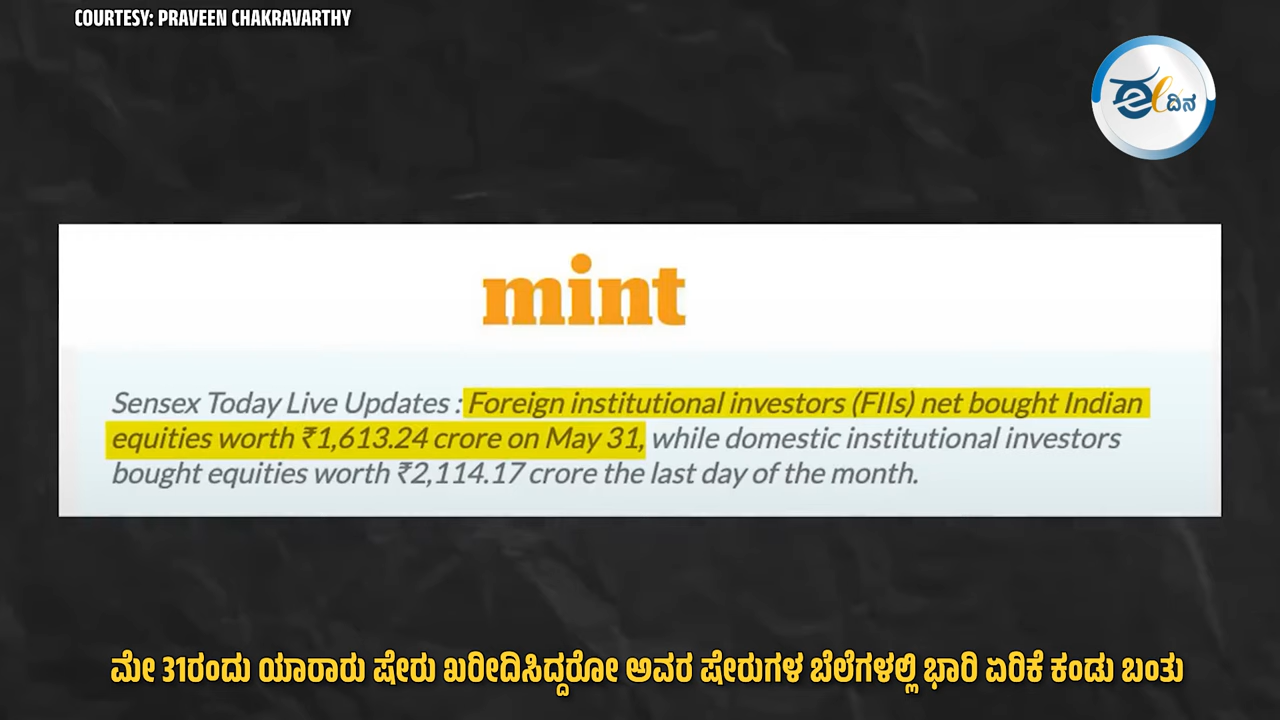 COURTESY: PRAVEEN CHAKRAVARTHY
ಈ ದಿನ
mint
Sensex Today Live Updates : Foreign institutional investors (FIIs) net bought Indian
equities worth ₹1,613.24 crore on May 31, while domestic institutional investors
bought equities worth ₹2,114.17 crore the last day of the month.
ಮೇ 31ರಂದು ಯಾರಾರು ಷೇರು ಖರೀದಿಸಿದ್ದರೋ ಅವರ ಷೇರುಗಳ ಬೆಲೆಗಳಲ್ಲಿ ಭಾರಿ ಏರಿಕೆ ಕಂಡು ಬಂತು